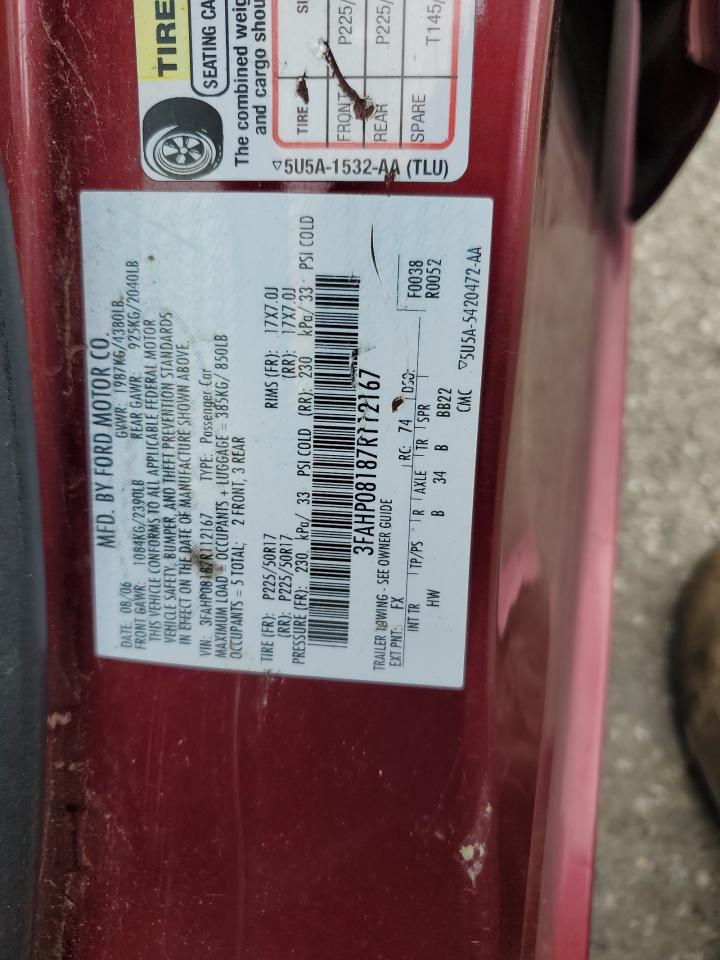 TIRE
SEATING CA
The combined weig
and cargo shou
TIRE SI
FRONT P225/
REAR P225/
SPARE T145/
▽5U5A-1532-AA (TLU)
MFD. BY FORD MOTOR CO.
DATE: 08/06 GVWR: 1987KG/4380LB
FRONT GAWR: 1084KG/2390LB REAR GAWR: 925KG/2040LB
THIS VEHICLE CONFORMS TO ALL APPLICABLE FEDERAL MOTOR
VEHICLE SAFETY, BUMPER, AND THEFT PREVENTION STANDARDS
IN EFFECT ON THE DATE OF MANUFACTURE SHOWN ABOVE.
VIN: 3FAHP08187R112167 TYPE: Passenger Car
MAXIMUM LOAD = OCCUPANTS + LUGGAGE = 385KG/ 850LB
OCCUPANTS = 5 TOTAL: 2 FRONT, 3 REAR
TIRE (FR): P225/50R17 RIMS (FR): 17X7.0J
(RR): P225/50R17 (RR): 17X7.0J
PRESSURE (FR): 230 kPa/ 33 PSI COLD (RR): 230 kPa/ 33 PSI COLD
3FAHP08187R112167
TRAILER TOWING - SEE OWNER GUIDE
EXT PNT: FX RC: 74 DSO: F0038
R0052
INT TR TP/PS R AXLE TR SPR
HW B 34 B BB22
CMC ▽5U5A-5420472-AA